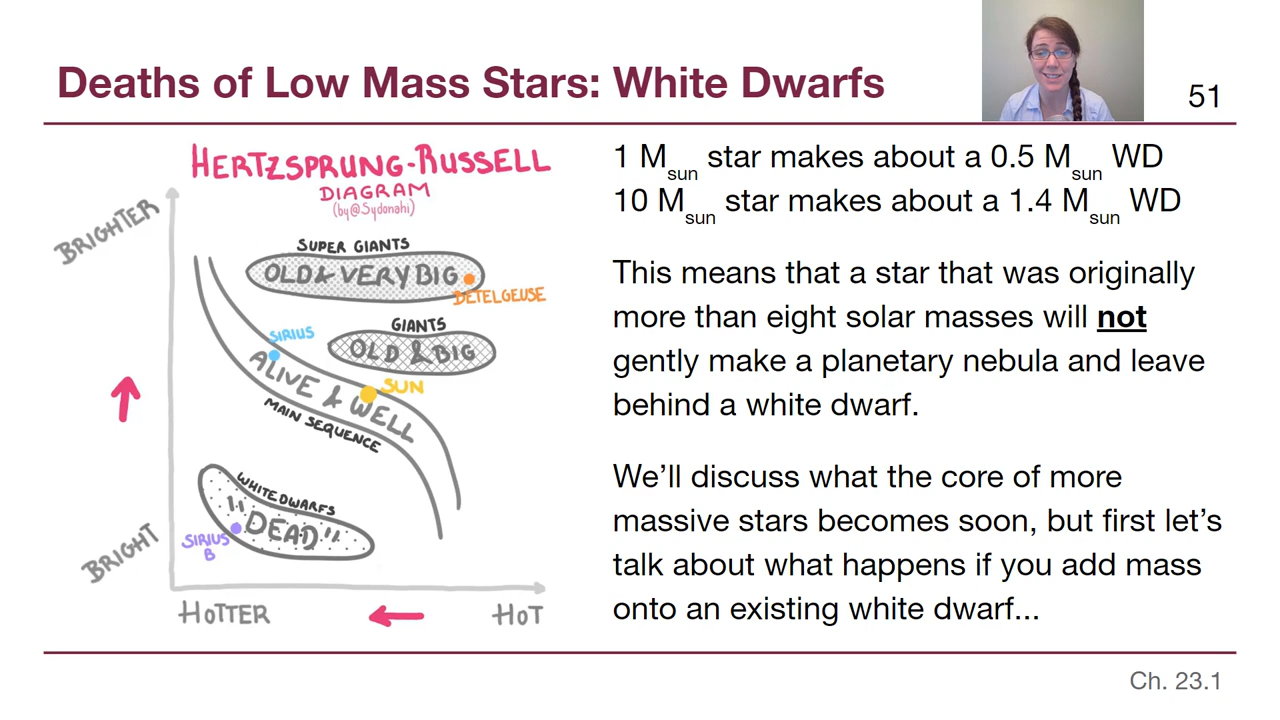 Deaths of Low Mass Stars: White Dwarfs
51
HERTZSPRUNG-RUSSELL
DIAGRAM
(by@Sydonahi)
BRIGHTER
SUPER GIANTS
OLD & VERY BIG
BETELGEUSE
GIANTS
OLD & BIG
SIRIUS
SUN
ALIVE & WELL
MAIN SEQUENCE
WHITE DWARFS
"DEAD"
SIRIUS
B
BRIGHT
HOTTER
HOT
1 Msun star makes about a 0.5 Msun WD
10 Msun star makes about a 1.4 Msun WD
This means that a star that was originally
more than eight solar masses will not
gently make a planetary nebula and leave
behind a white dwarf.
We’ll discuss what the core of more
massive stars becomes soon, but first let’s
talk about what happens if you add mass
onto an existing white dwarf...
Ch. 23.1